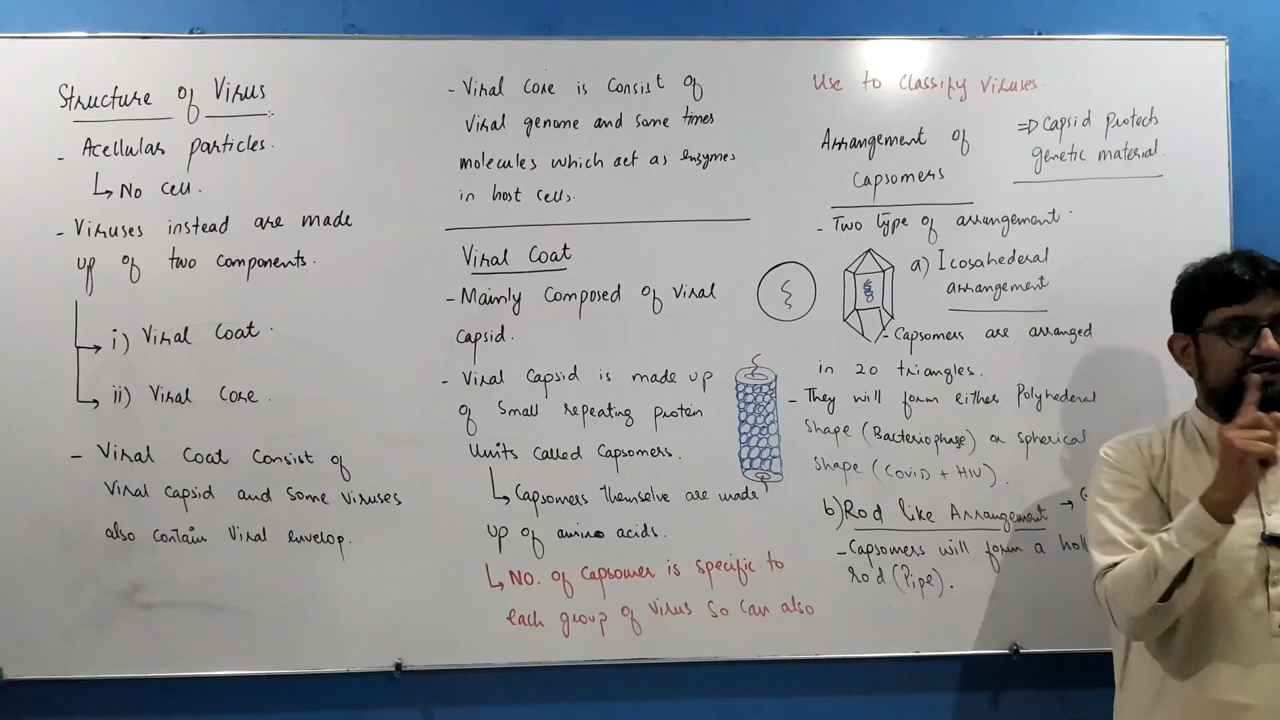 Structure of Virus
- Acellular particles.
↳ No cell.
- Viruses instead are made
up of two components.
i) Viral Coat.
ii) Viral Core.
- Viral Coat Consist of
Viral capsid and some viruses
also contain viral envelop.
- Viral Core is Consist of
Viral genome and some times
molecules which act as enzymes
in host cells.
Viral Coat
- Mainly Composed of Viral
capsid.
- Viral Capsid is made up
of small repeating protein
Units called Capsomers.
↳ Capsomers themselve are made
up of amino acids.
↳ No. of Capsomer is specific to
each group of virus so can also
Use to Classify Viruses.
Arrangement of
Capsomers
⇒ Capsid protects
genetic material.
- Two type of arrangement.
a) Icosahederal
arrangement
- Capsomers are arranged
in 20 triangles.
- They will form either Polyhederal
shape (Bacteriophage) or spherical
shape (Covid + HIV).
b) Rod like Arrangement →
- Capsomers will form a
rod (Pipe).